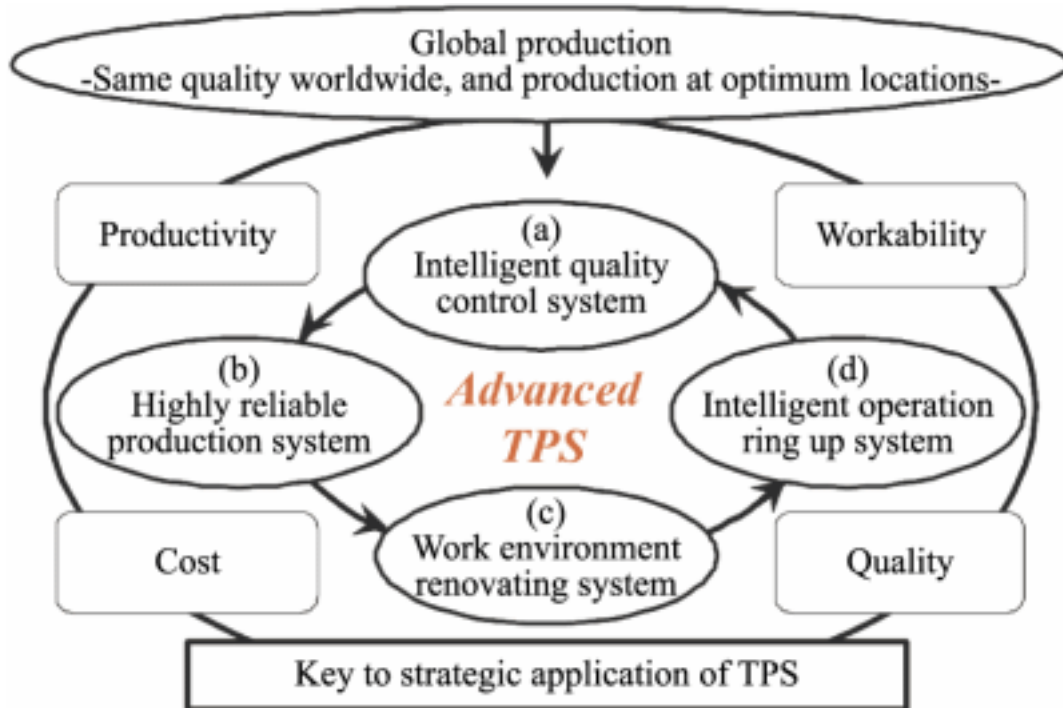 Global production
-Same quality worldwide, and production at optimum locations-
Productivity
Workability
(a)
Intelligent quality
control system
(b)
Highly reliable
production system
Advanced
TPS
(d)
Intelligent operation
ring up system
(c)
Work environment
renovating system
Cost
Quality
Key to strategic application of TPS